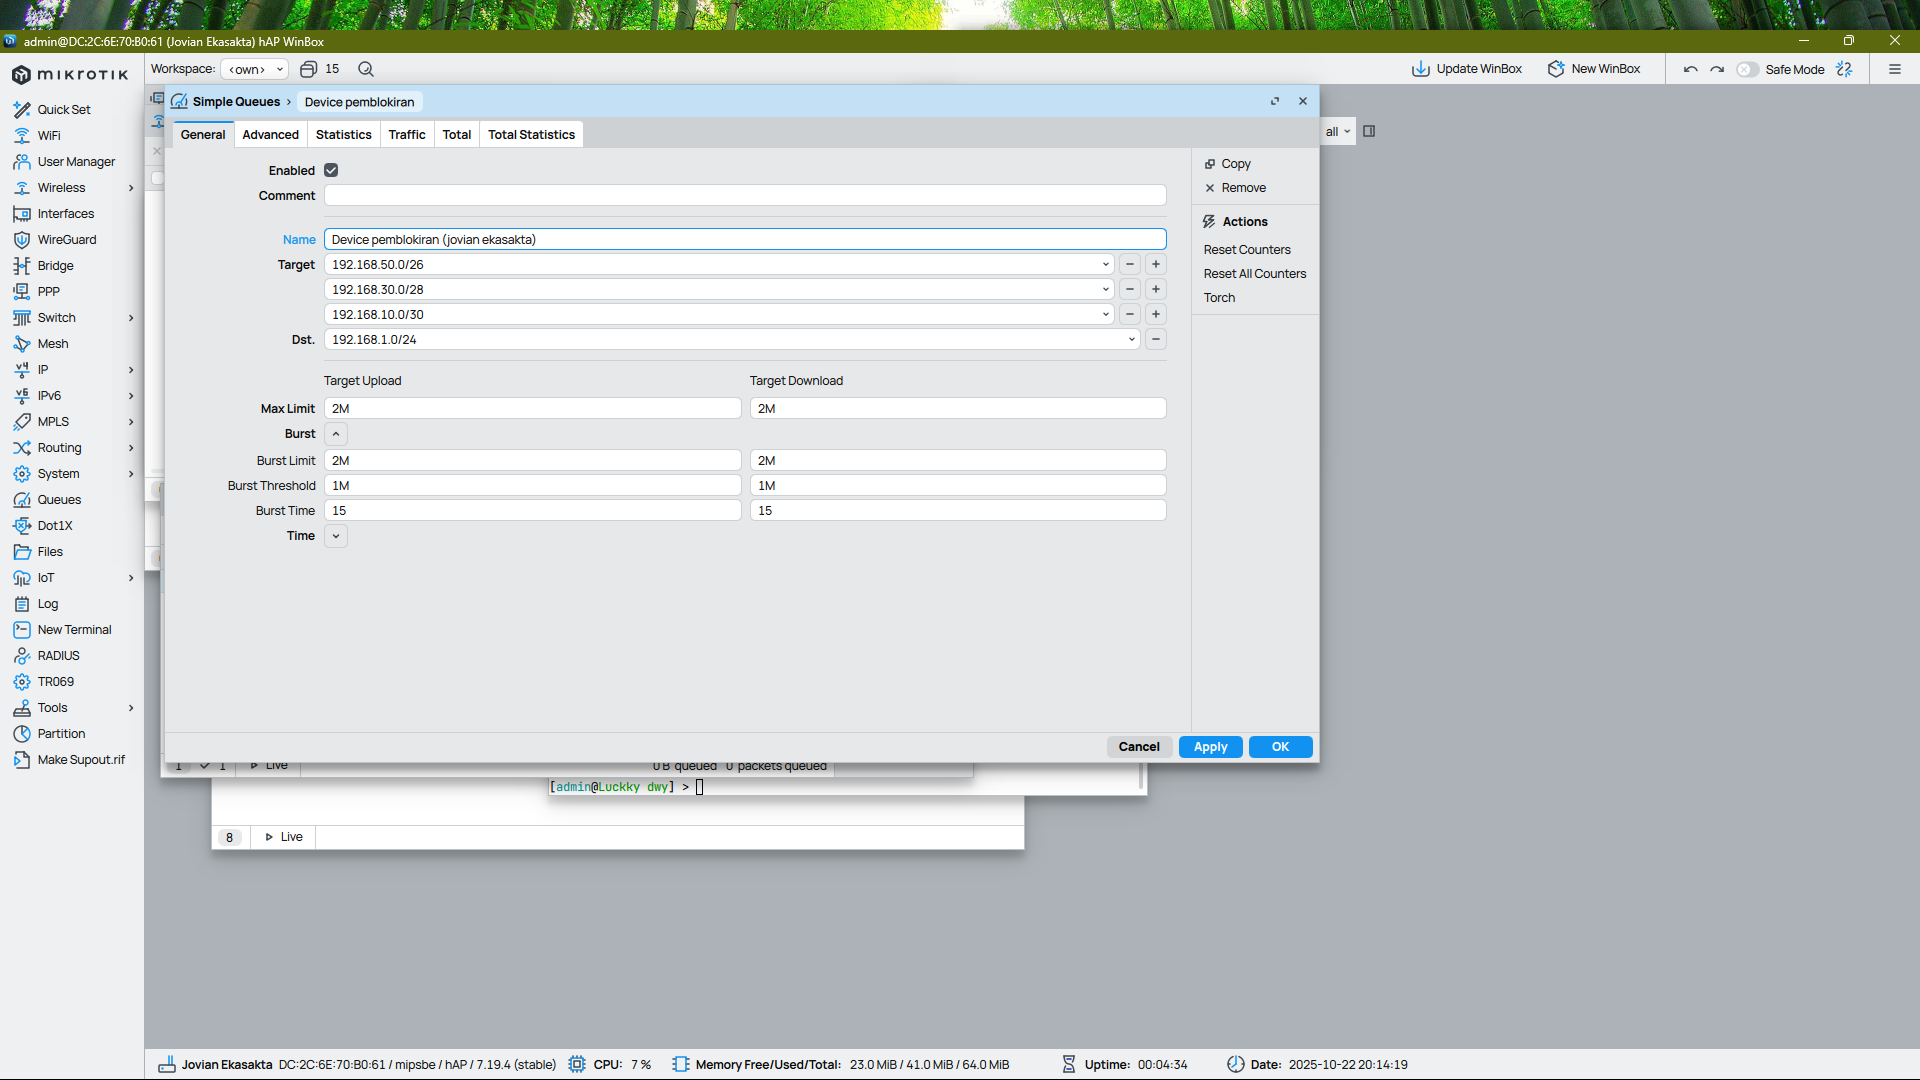 admin@DC:2C:6E:70:B0:61 (Jovian Ekasakta) hAP WinBox
MIKROTIK
Workspace: <own> 15
Update WinBox New WinBox Safe Mode
Quick Set
WiFi
User Manager
Wireless
Interfaces
WireGuard
Bridge
PPP
Switch
Mesh
IP
IPv6
MPLS
Routing
System
Queues
Dot1X
Files
IoT
Log
New Terminal
RADIUS
TR069
Tools
Partition
Make Supout.rif
Simple Queues Device pemblokiran
General Advanced Statistics Traffic Total Total Statistics
all
Enabled
Comment
Name Device pemblokiran (jovian ekasakta)
Target 192.168.50.0/26
192.168.30.0/28
192.168.10.0/30
Dst. 192.168.1.0/24
Target Upload Target Download
Max Limit 2M 2M
Burst
Burst Limit 2M 2M
Burst Threshold 1M 1M
Burst Time 15 15
Time
Copy
Remove
Actions
Reset Counters
Reset All Counters
Torch
Cancel Apply OK
1 1 Live 0 B queued 0 packets queued
[admin@Luckky dwy] >
8 Live
Jovian Ekasakta DC:2C:6E:70:B0:61 / mipsbe / hAP / 7.19.4 (stable) CPU: 7 % Memory Free/Used/Total: 23.0 MiB / 41.0 MiB / 64.0 MiB Uptime: 00:04:34 Date: 2025-10-22 20:14:19